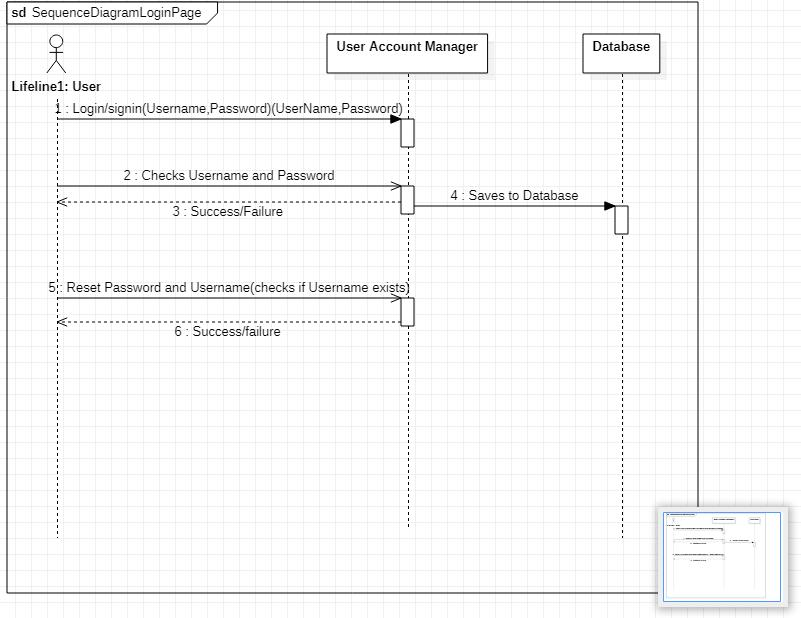 sd SequenceDiagramLoginPage
User Account Manager
Database
Lifeline1: User
1 : Login/signin(Username,Password)(UserName,Password)
2 : Checks Username and Password
4 : Saves to Database
3 : Success/Failure
5 : Reset Password and Username(checks if Username exists)
6 : Success/failure